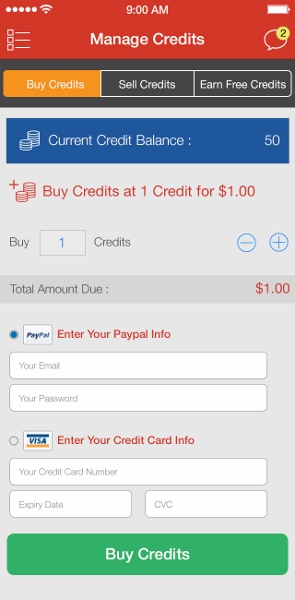 9:00 AM
Manage Credits
2
Buy Credits
Sell Credits
Earn Free Credits
Current Credit Balance :
50
Buy Credits at 1 Credit for $1.00
Buy
1
Credits
Total Amount Due :
$1.00
PayPal
Enter Your Paypal Info
Your Email
Your Password
VISA
Enter Your Credit Card Info
Your Credit Card Number
Expiry Date
CVC
Buy Credits